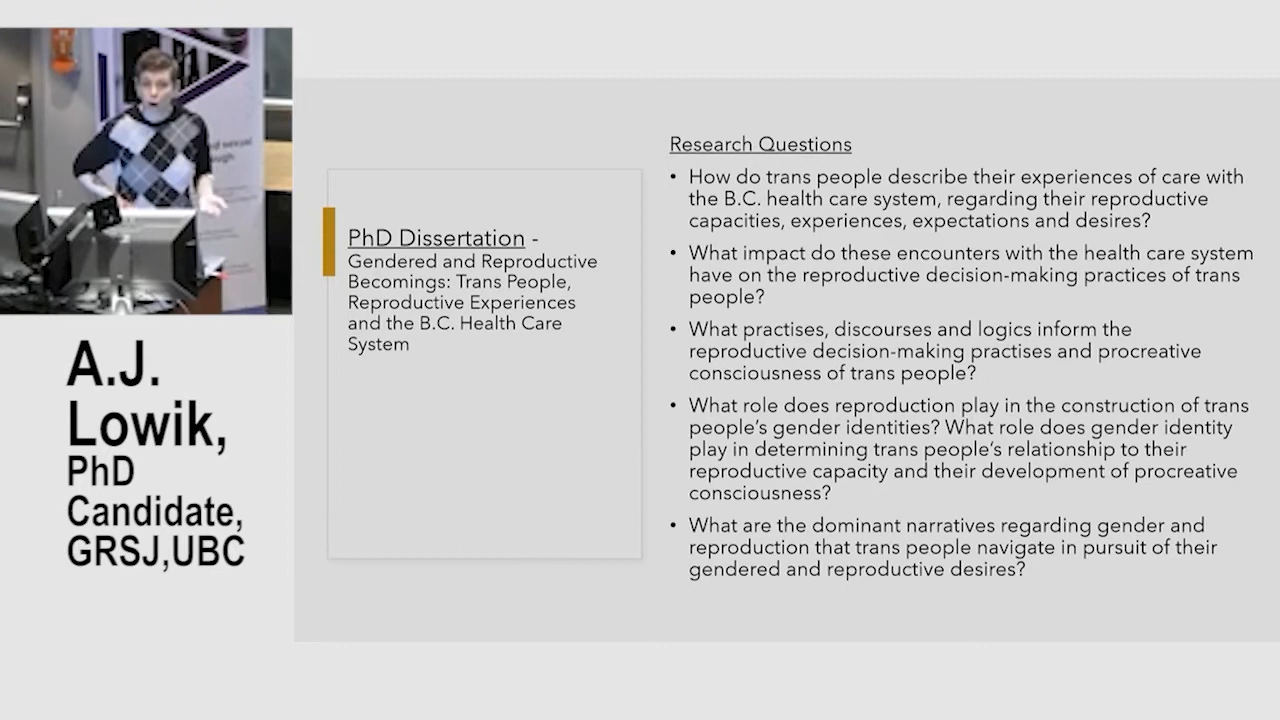 A.J.
Lowik,
PhD
Candidate,
GRSJ,UBC
PhD Dissertation -
Gendered and Reproductive
Becomings: Trans People,
Reproductive Experiences
and the B.C. Health Care
System
Research Questions
• How do trans people describe their experiences of care with
the B.C. health care system, regarding their reproductive
capacities, experiences, expectations and desires?
• What impact do these encounters with the health care system
have on the reproductive decision-making practices of trans
people?
• What practises, discourses and logics inform the
reproductive decision-making practises and procreative
consciousness of trans people?
• What role does reproduction play in the construction of trans
people's gender identities? What role does gender identity
play in determining trans people's relationship to their
reproductive capacity and their development of procreative
consciousness?
• What are the dominant narratives regarding gender and
reproduction that trans people navigate in pursuit of their
gendered and reproductive desires?